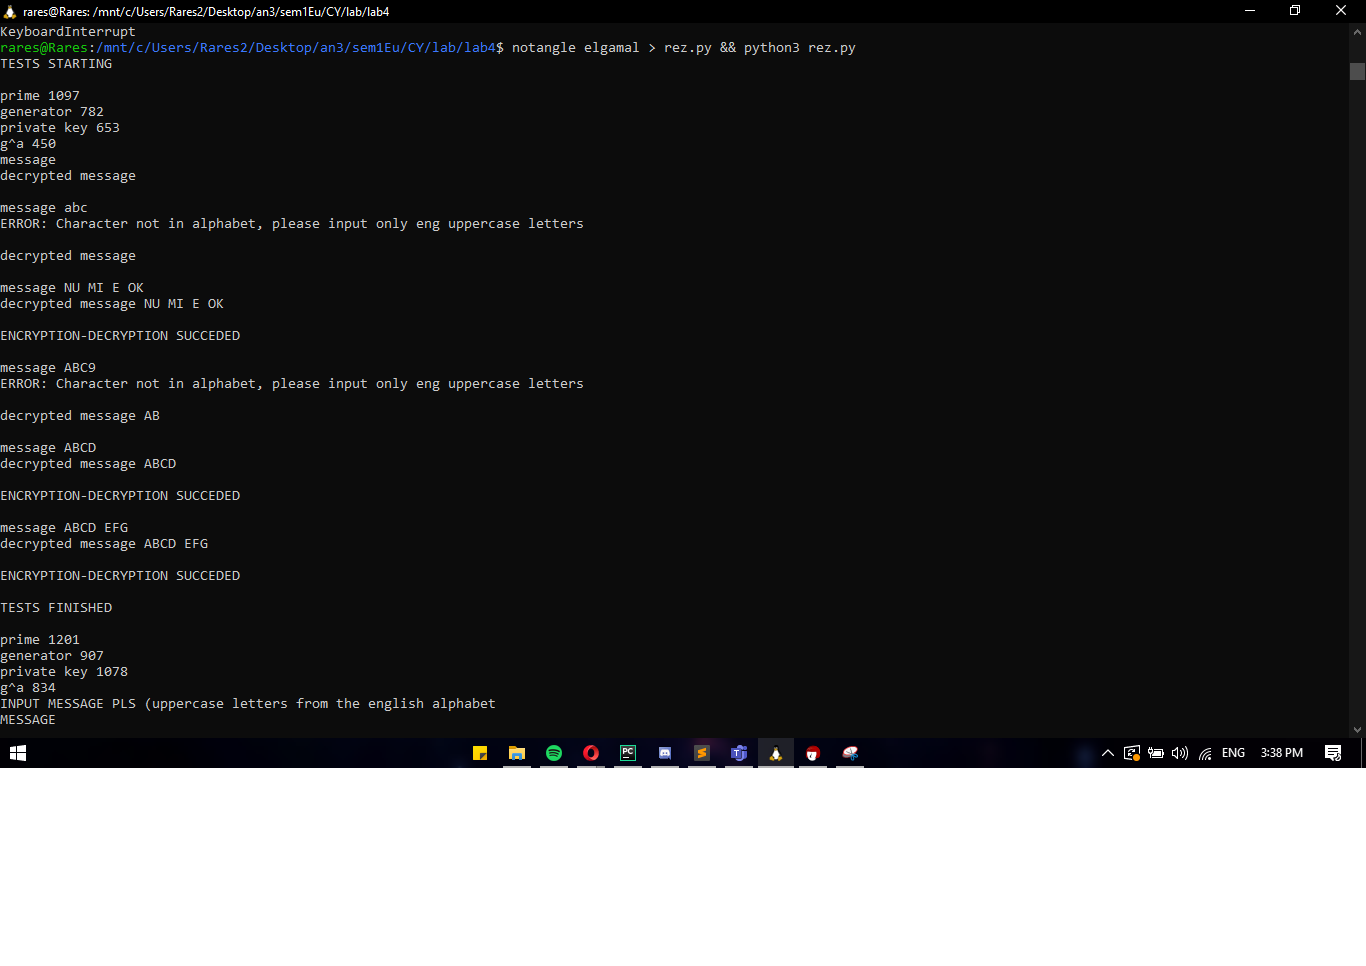 rares@Rares: /mnt/c/Users/Rares2/Desktop/an3/sem1Eu/CY/lab/lab4
KeyboardInterrupt
rares@Rares:/mnt/c/Users/Rares2/Desktop/an3/sem1Eu/CY/lab/lab4$ notangle elgamal > rez.py && python3 rez.py
TESTS STARTING
prime 1097
generator 782
private key 653
g^a 450
message
decrypted message
message abc
ERROR: Character not in alphabet, please input only eng uppercase letters
decrypted message
message NU MI E OK
decrypted message NU MI E OK
ENCRYPTION-DECRYPTION SUCCEDED
message ABC9
ERROR: Character not in alphabet, please input only eng uppercase letters
decrypted message AB
message ABCD
decrypted message ABCD
ENCRYPTION-DECRYPTION SUCCEDED
message ABCD EFG
decrypted message ABCD EFG
ENCRYPTION-DECRYPTION SUCCEDED
TESTS FINISHED
prime 1201
generator 907
private key 1078
g^a 834
INPUT MESSAGE PLS (uppercase letters from the english alphabet
MESSAGE
PC
ENG
3:38 PM